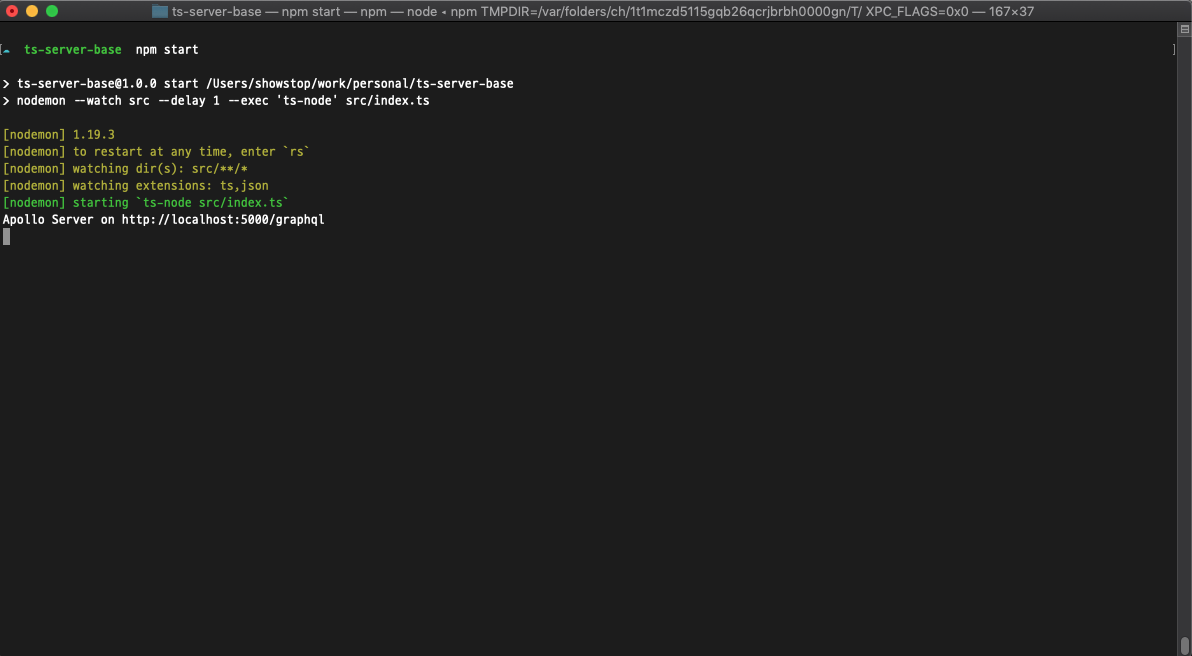 ts-server-base — npm start — npm — node ◂ npm TMPDIR=/var/folders/ch/1t1mczd5115gqb26qcrjbrbh0000gn/T/ XPC_FLAGS=0x0 — 167×37
[☁  ts-server-base  npm start ]
> ts-server-base@1.0.0 start /Users/showstop/work/personal/ts-server-base
> nodemon --watch src --delay 1 --exec 'ts-node' src/index.ts
[nodemon] 1.19.3
[nodemon] to restart at any time, enter `rs`
[nodemon] watching dir(s): src/**/*
[nodemon] watching extensions: ts,json
[nodemon] starting `ts-node src/index.ts`
Apollo Server on http://localhost:5000/graphql